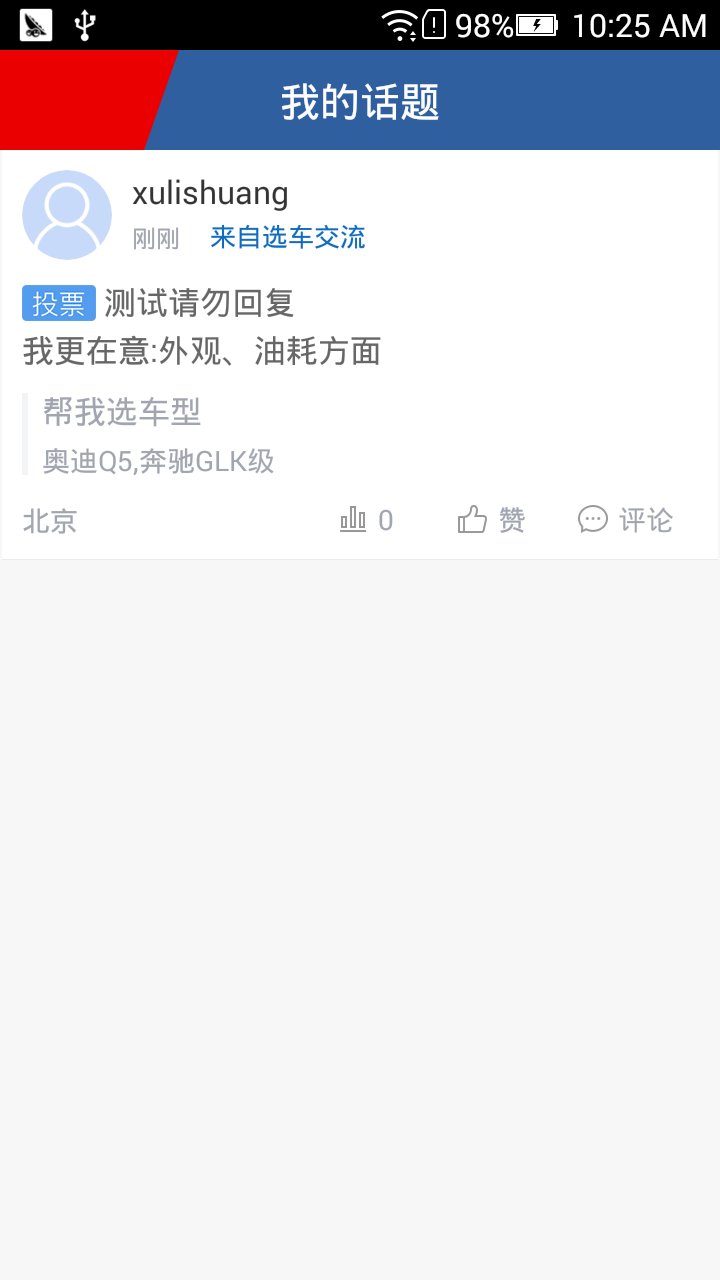 98% 10:25 AM
我的话题
xulishuang
刚刚 来自选车交流
投票 测试请勿回复
我更在意:外观、油耗方面
帮我选车型
奥迪Q5,奔驰GLK级
北京 0 赞 评论